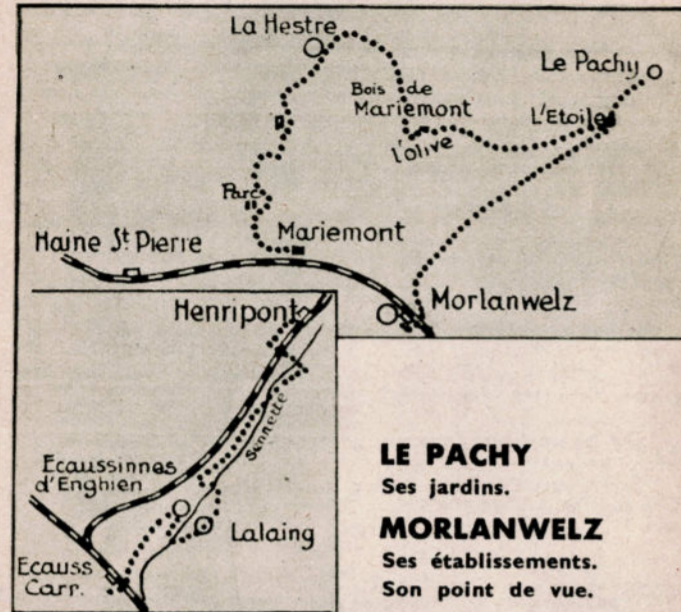 La Hestre
Le Pachy
Bois de
Mariemont
L'Etoile
l'Olive
Parc
Mariemont
Haine St Pierre
Morlanwelz
Henripont
Sennette
Ecaussinnes
d'Enghien
Lalaing
Ecauss
Carr.
LE PACHY
Ses jardins.
MORLANWELZ
Ses établissements.
Son point de vue.